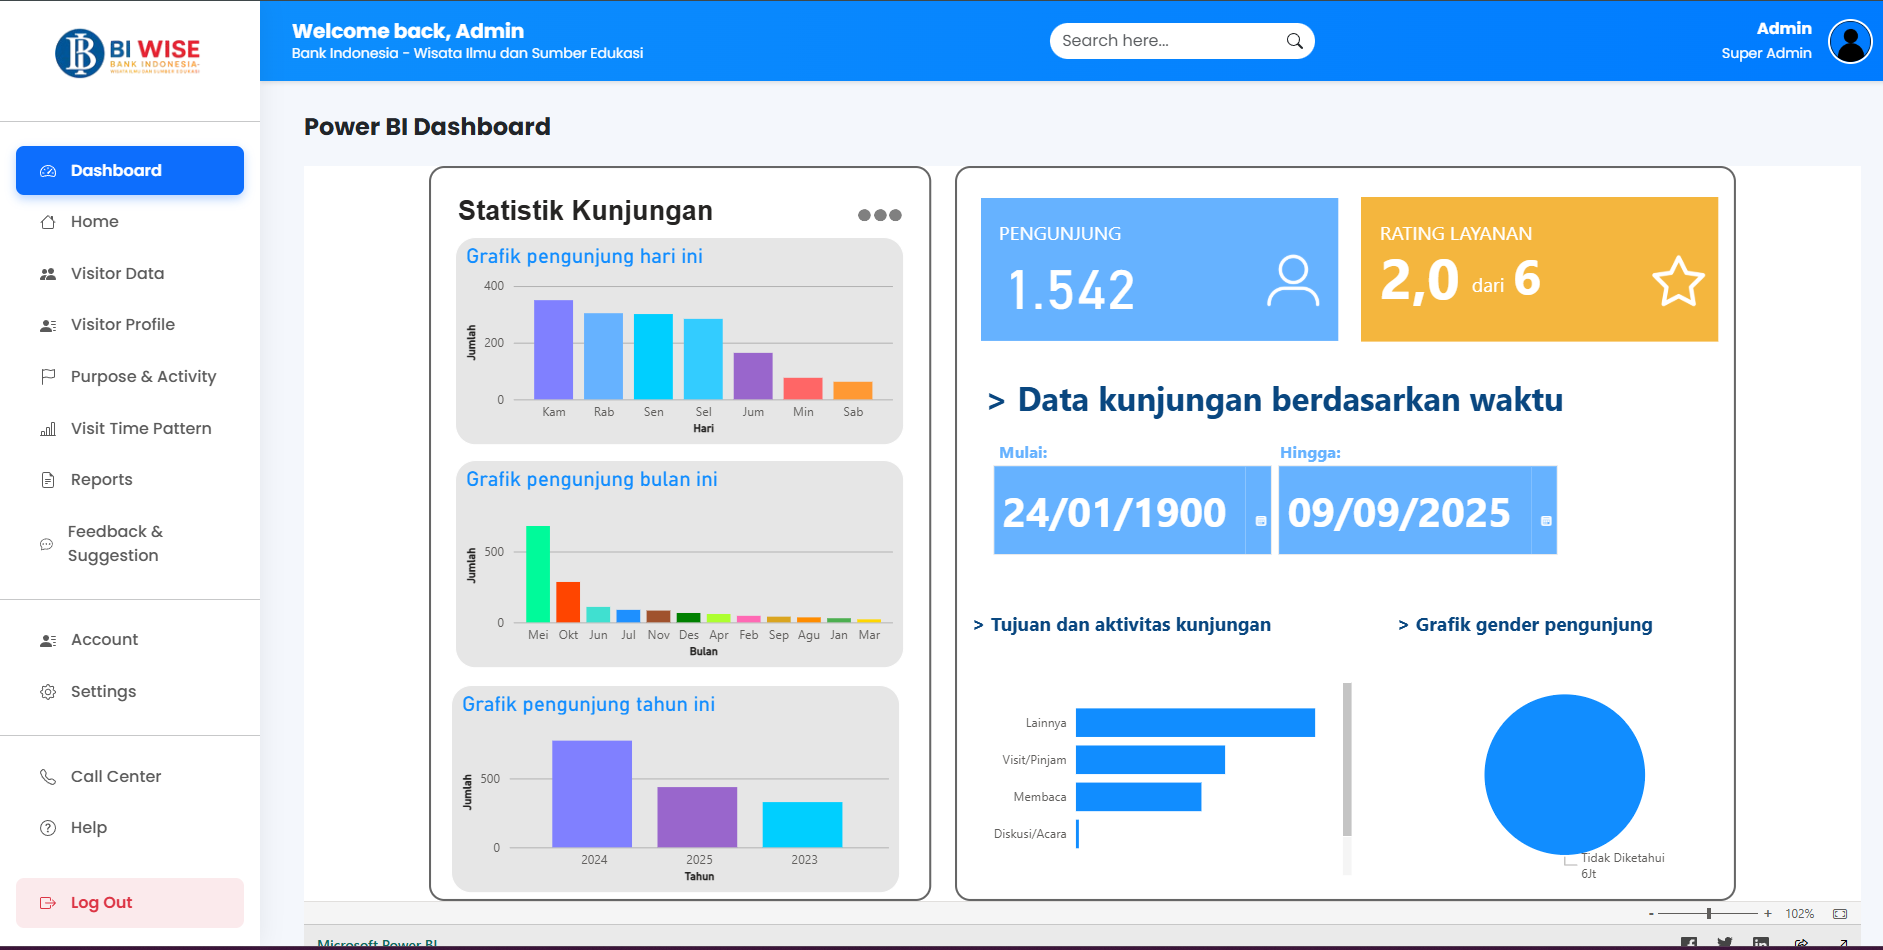 BI WISE
BANK INDONESIA-
WISATA ILMU DAN SUMBER EDUKASI
Welcome back, Admin
Bank Indonesia - Wisata Ilmu dan Sumber Edukasi
Search here...
Admin
Super Admin
Dashboard
Home
Visitor Data
Visitor Profile
Purpose & Activity
Visit Time Pattern
Reports
Feedback &
Suggestion
Account
Settings
Call Center
Help
Log Out
Power BI Dashboard
Statistik Kunjungan
Grafik pengunjung hari ini
400
200
0
Jumlah
Kam Rab Sen Sel Jum Min Sab
Hari
Grafik pengunjung bulan ini
500
0
Jumlah
Mei Okt Jun Jul Nov Des Apr Feb Sep Agu Jan Mar
Bulan
Grafik pengunjung tahun ini
500
0
Jumlah
2024 2025 2023
Tahun
PENGUNJUNG
1.542
RATING LAYANAN
2,0 dari 6
> Data kunjungan berdasarkan waktu
Mulai:
24/01/1900
Hingga:
09/09/2025
> Tujuan dan aktivitas kunjungan
Lainnya
Visit/Pinjam
Membaca
Diskusi/Acara
> Grafik gender pengunjung
Tidak Diketahui
6Jt
- + 102%
Microsoft Power BI